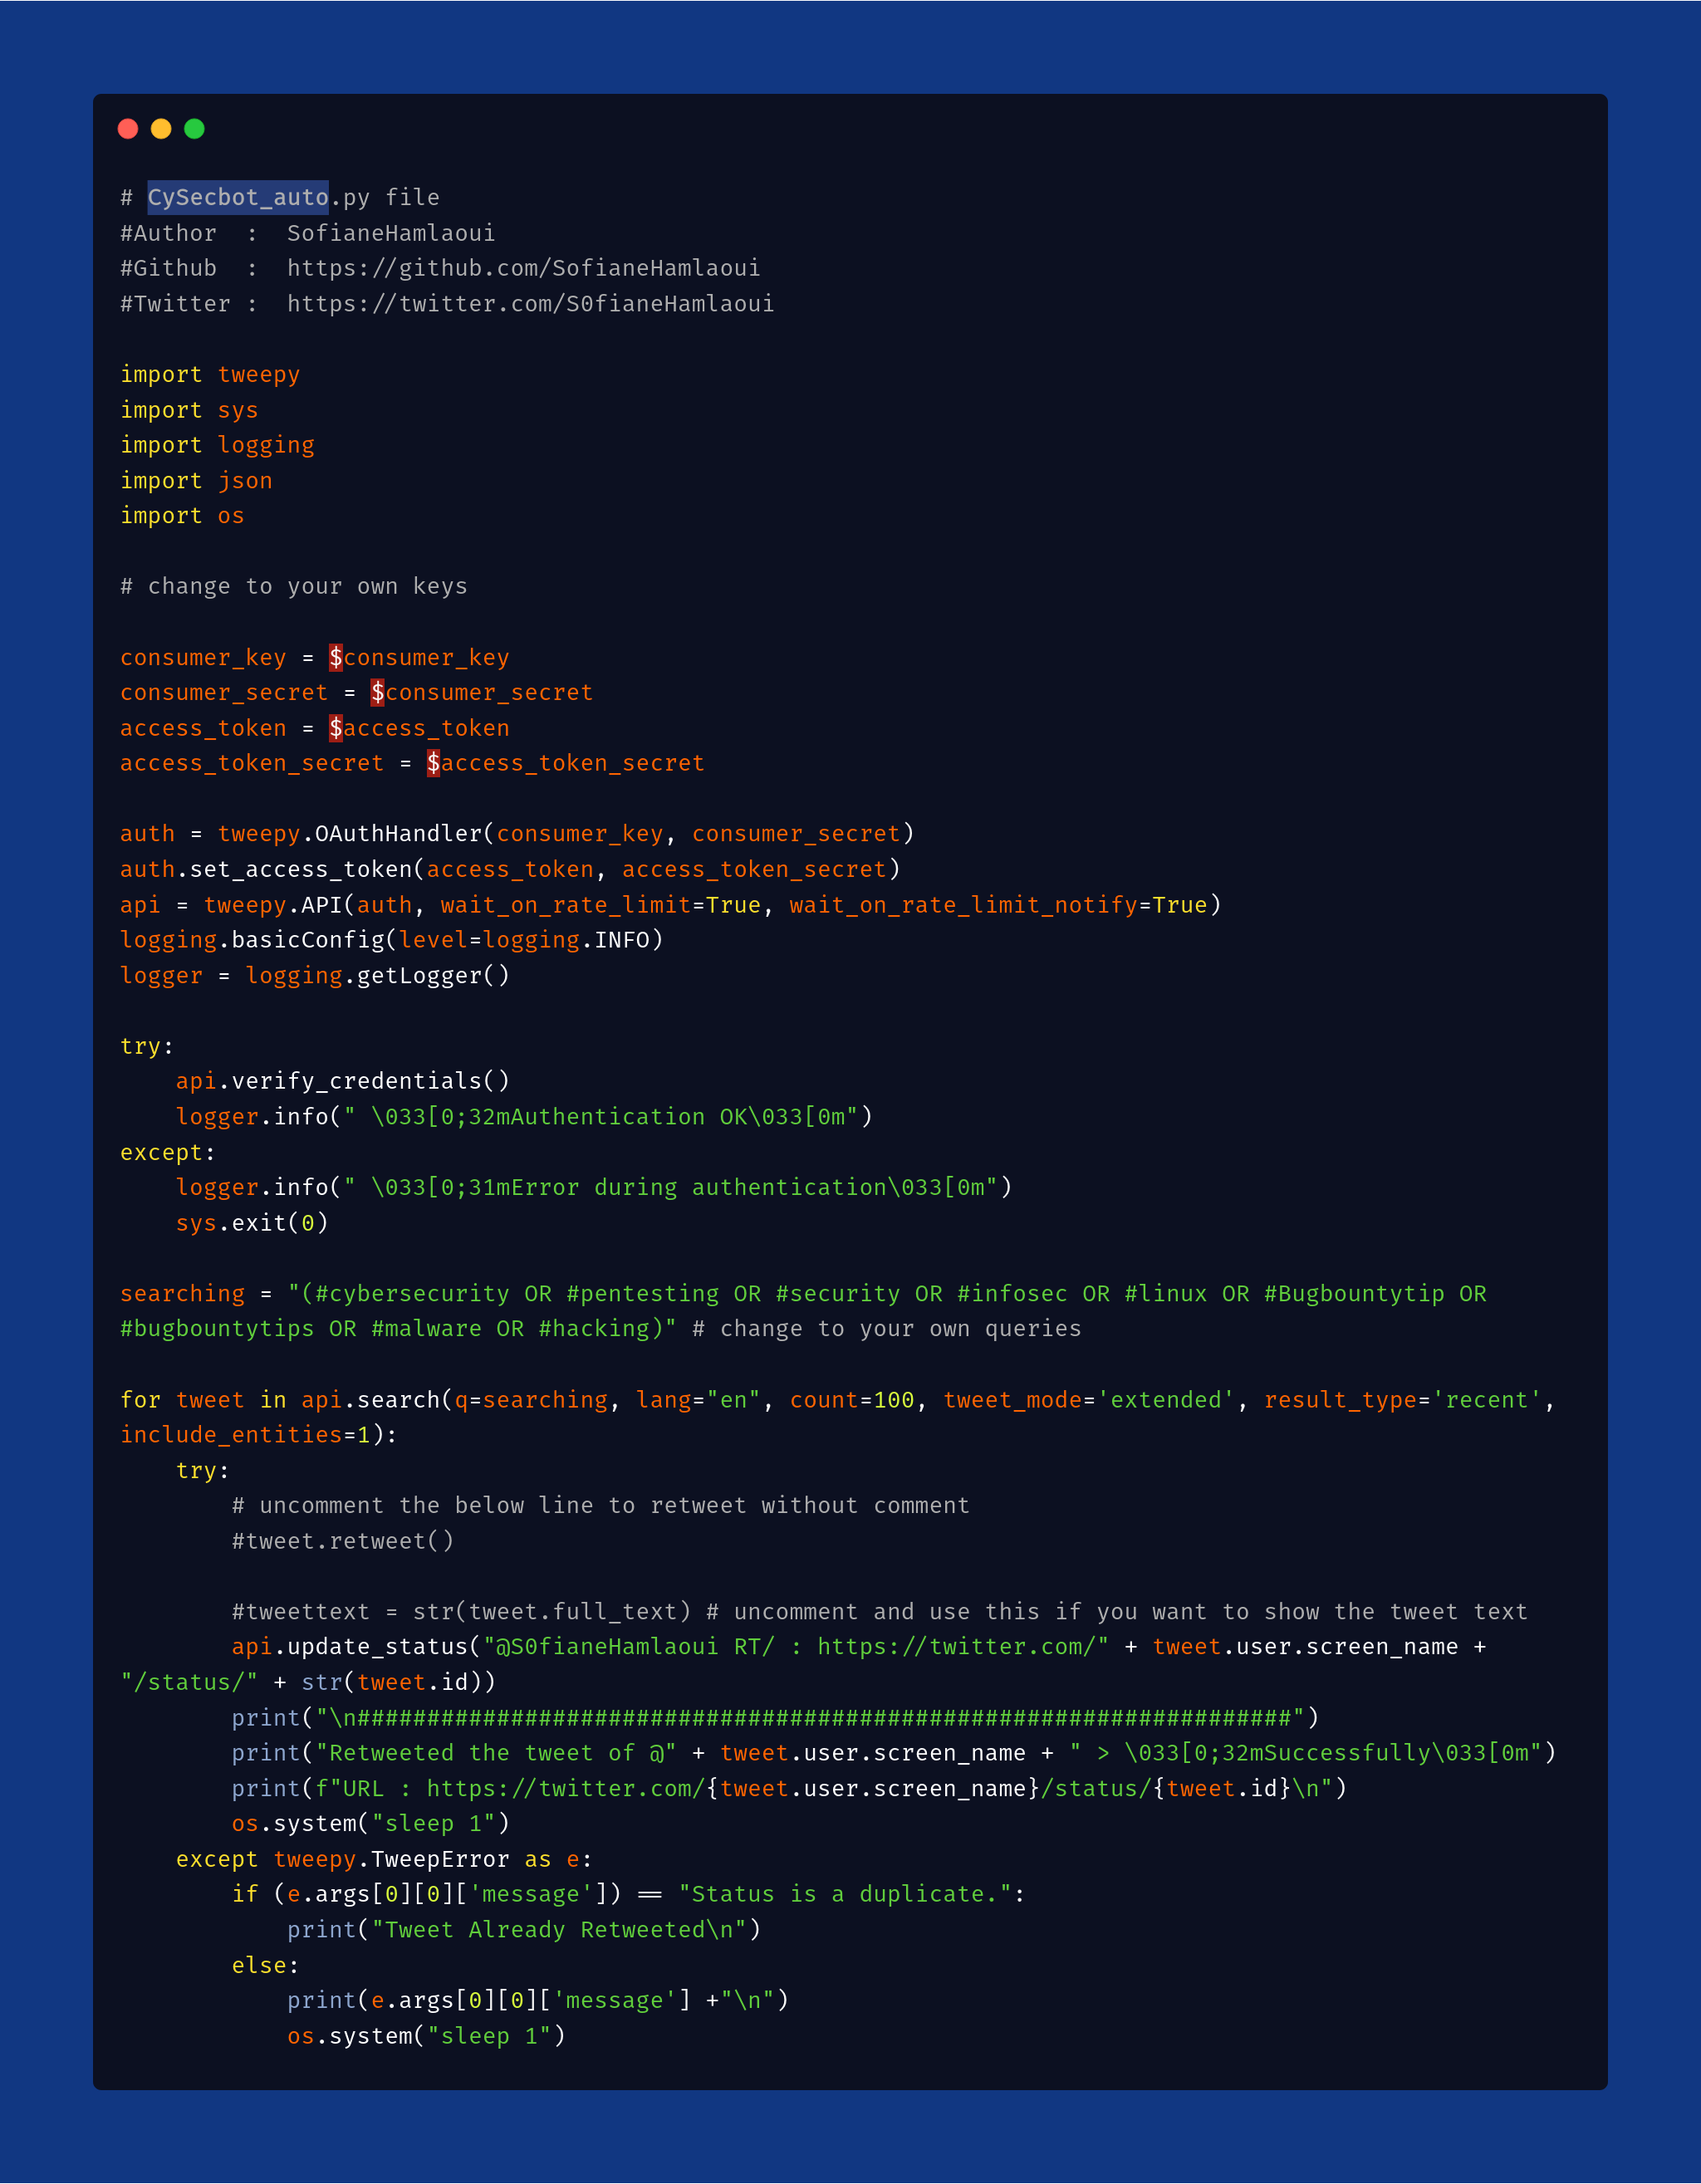 # CySecbot_auto.py file
#Author  :  SofianeHamlaoui
#Github  :  https://github.com/SofianeHamlaoui
#Twitter :  https://twitter.com/S0fianeHamlaoui

import tweepy
import sys
import logging
import json
import os

# change to your own keys

consumer_key = $consumer_key
consumer_secret = $consumer_secret
access_token = $access_token
access_token_secret = $access_token_secret

auth = tweepy.OAuthHandler(consumer_key, consumer_secret)
auth.set_access_token(access_token, access_token_secret)
api = tweepy.API(auth, wait_on_rate_limit=True, wait_on_rate_limit_notify=True)
logging.basicConfig(level=logging.INFO)
logger = logging.getLogger()

try:
    api.verify_credentials()
    logger.info(" \033[0;32mAuthentication OK\033[0m")
except:
    logger.info(" \033[0;31mError during authentication\033[0m")
    sys.exit(0)

searching = "(#cybersecurity OR #pentesting OR #security OR #infosec OR #linux OR #Bugbountytip OR
#bugbountytips OR #malware OR #hacking)" # change to your own queries

for tweet in api.search(q=searching, lang="en", count=100, tweet_mode='extended', result_type='recent',
include_entities=1):
    try:
        # uncomment the below line to retweet without comment
        #tweet.retweet()

        #tweettext = str(tweet.full_text) # uncomment and use this if you want to show the tweet text
        api.update_status("@S0fianeHamlaoui RT/ : https://twitter.com/" + tweet.user.screen_name +
"/status/" + str(tweet.id))
        print("\n###################################################################")
        print("Retweeted the tweet of @" + tweet.user.screen_name + " > \033[0;32mSuccessfully\033[0m")
        print(f"URL : https://twitter.com/{tweet.user.screen_name}/status/{tweet.id}\n")
        os.system("sleep 1")
    except tweepy.TweepError as e:
        if (e.args[0][0]['message']) == "Status is a duplicate.":
            print("Tweet Already Retweeted\n")
        else:
            print(e.args[0][0]['message'] +"\n")
            os.system("sleep 1")